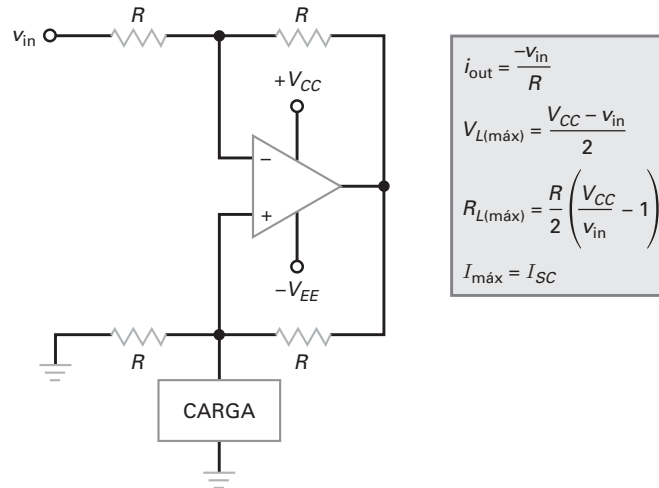 R
R
v_in
+V_CC
−
+
−V_EE
R
R
CARGA
i_out = −v_in / R
V_L(máx) = V_CC − v_in / 2
R_L(máx) = R / 2 ( V_CC / v_in − 1 )
I_máx = I_SC